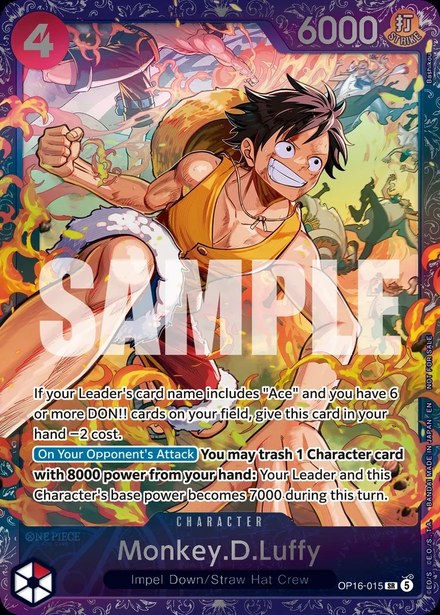 4
6000
打
STRIKE
Bashikou
SAMPLE
If your Leader's card name includes "Ace" and you have 6
or more DON!! cards on your field, give this card in your
hand −2 cost.
On Your Opponent's Attack You may trash 1 Character card
with 8000 power from your hand: Your Leader and this
Character's base power becomes 7000 during this turn.
CHARACTER
ONE PIECE
Monkey.D.Luffy
Impel Down/Straw Hat Crew
OP16-015 SR 5
©E.O./S., T.A. BANDAI MADE IN JAPAN EN NOT FOR SALE